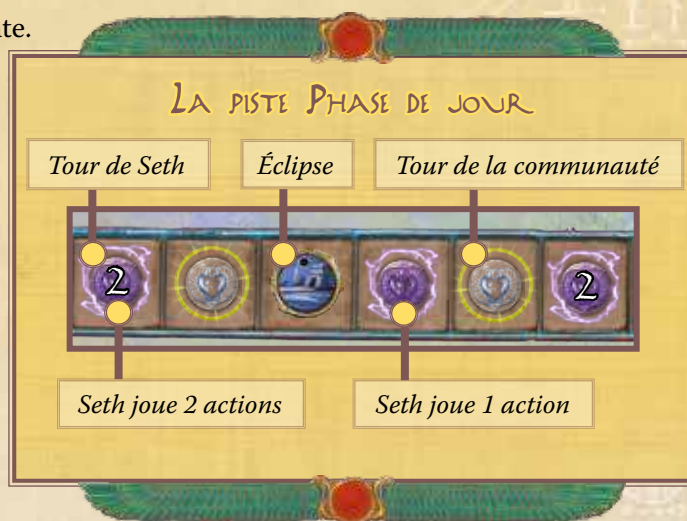 te.
La piste Phase de jour
Tour de Seth
Éclipse
Tour de la communauté
2
2
Seth joue 2 actions
Seth joue 1 action